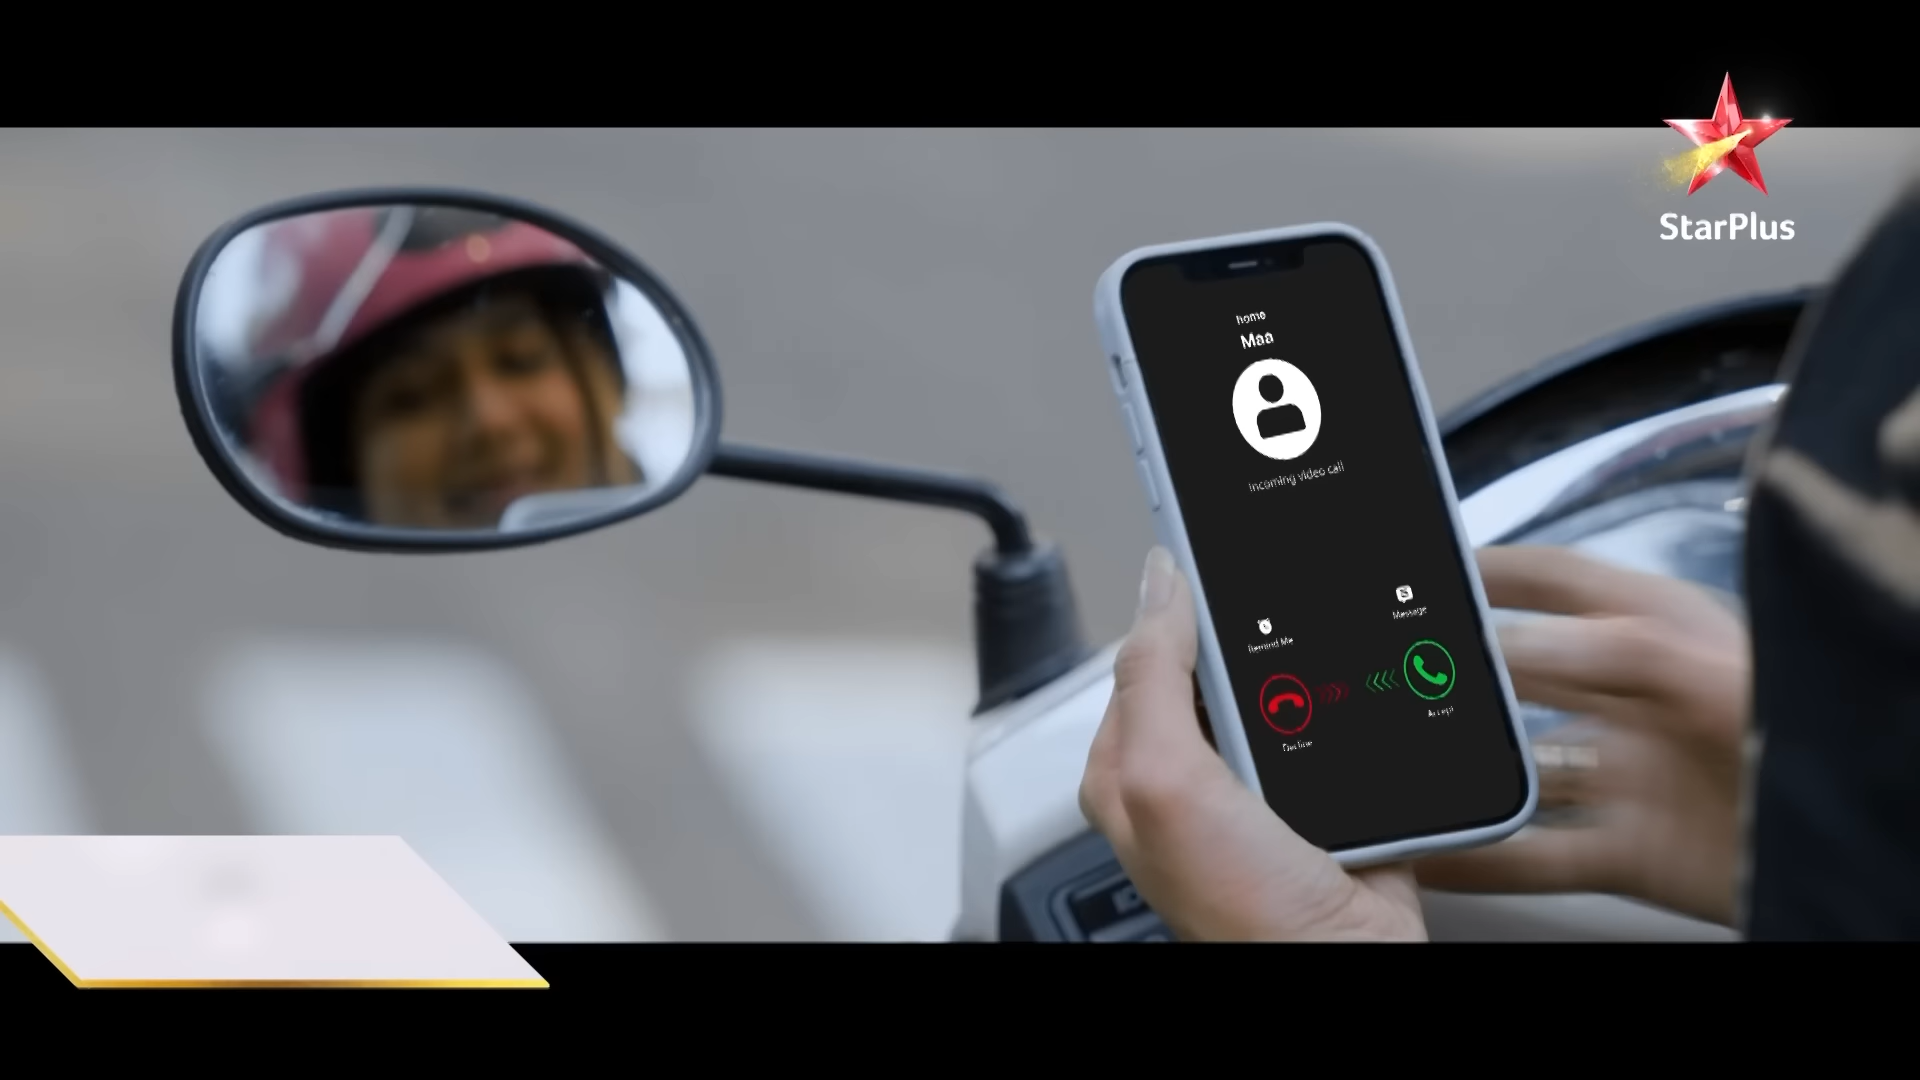 StarPlus
home
Maa
Incoming video call
Message
Remind Me
Accept
Decline